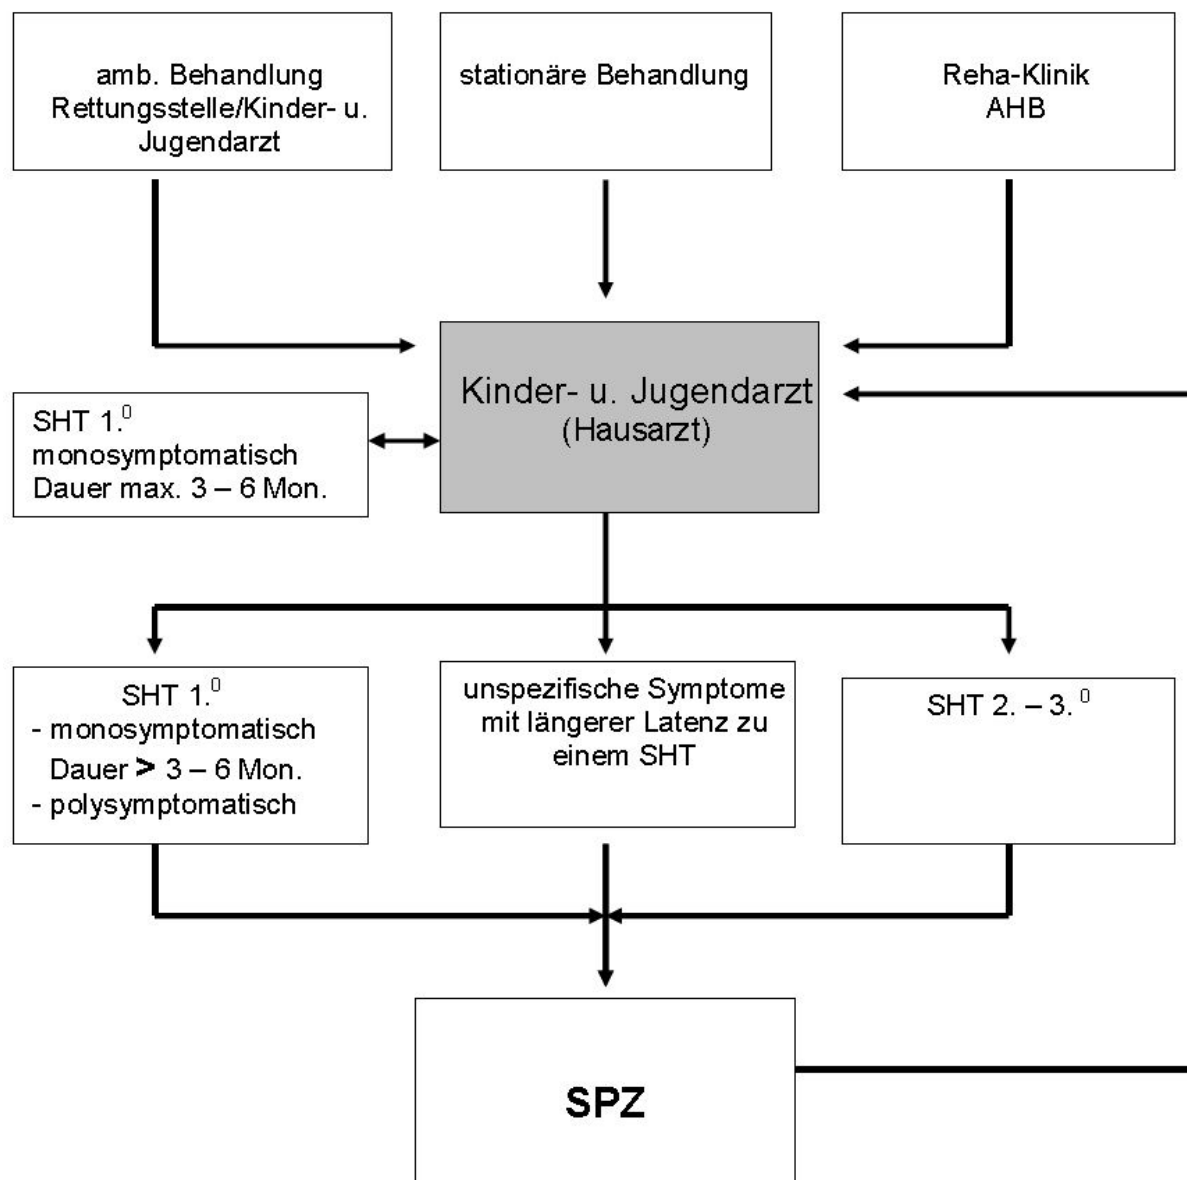 amb. Behandlung
Rettungsstelle/Kinder- u.
Jugendarzt
stationäre Behandlung
Reha-Klinik
AHB
Kinder- u. Jugendarzt
(Hausarzt)
SHT 1.⁰
monosymptomatisch
Dauer max. 3 – 6 Mon.
SHT 1.⁰
- monosymptomatisch
Dauer > 3 – 6 Mon.
- polysymptomatisch
unspezifische Symptome
mit längerer Latenz zu
einem SHT
SHT 2. – 3. ⁰
SPZ